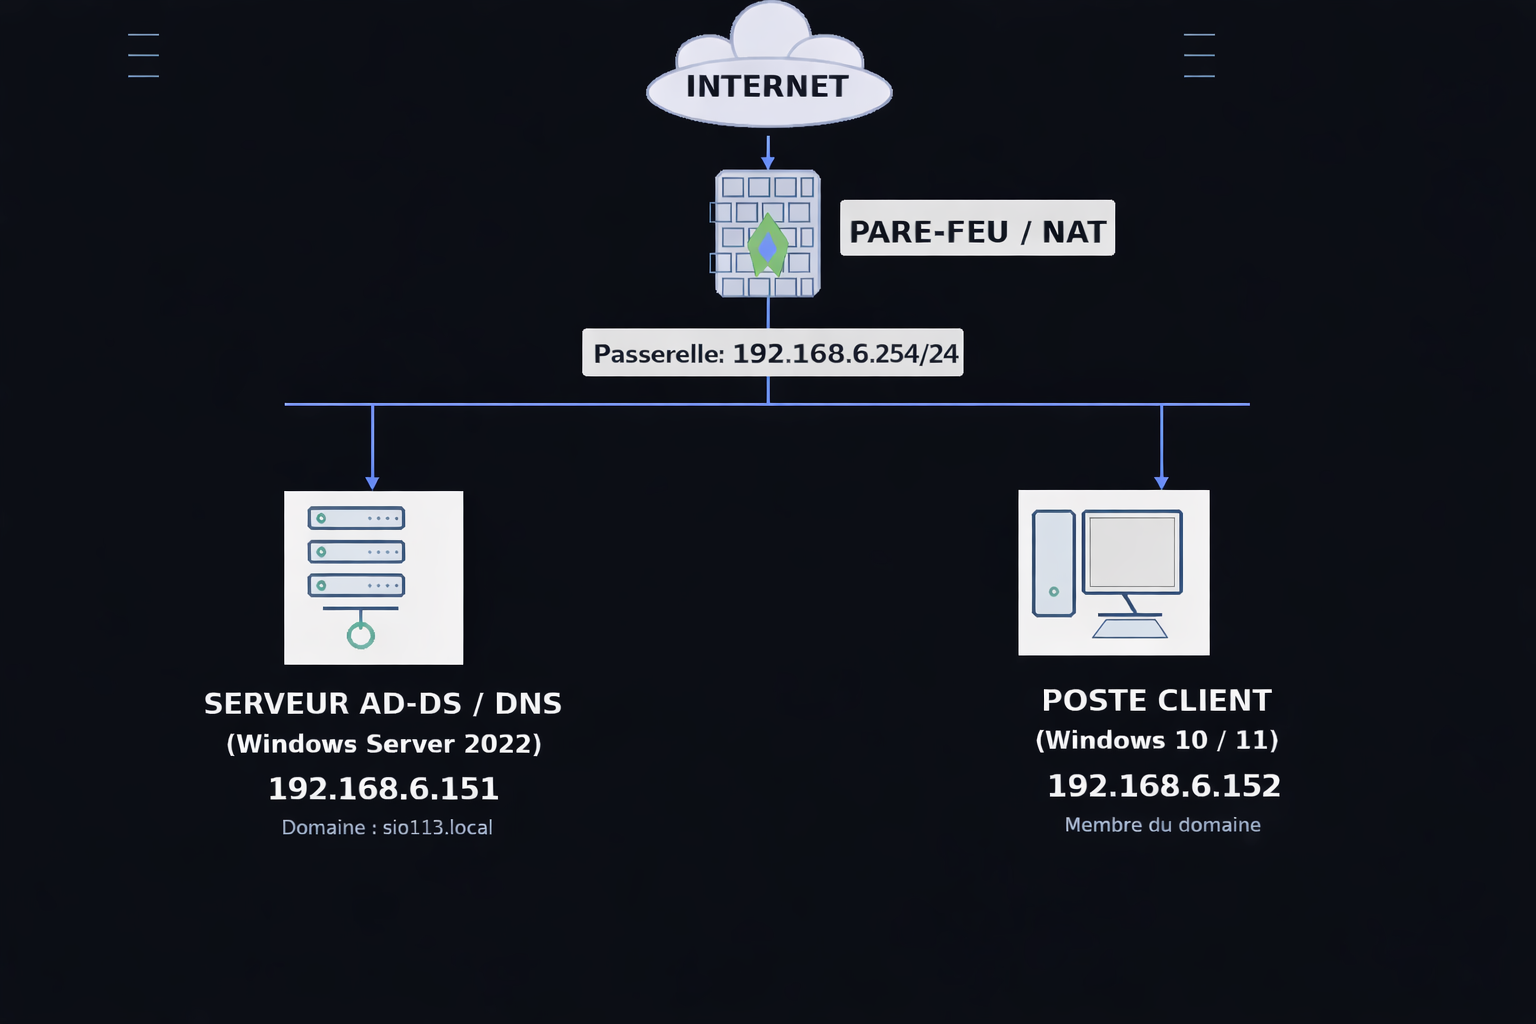 INTERNET
PARE-FEU / NAT
Passerelle: 192.168.6.254/24
SERVEUR AD-DS / DNS
(Windows Server 2022)
192.168.6.151
Domaine : sio113.local
POSTE CLIENT
(Windows 10 / 11)
192.168.6.152
Membre du domaine